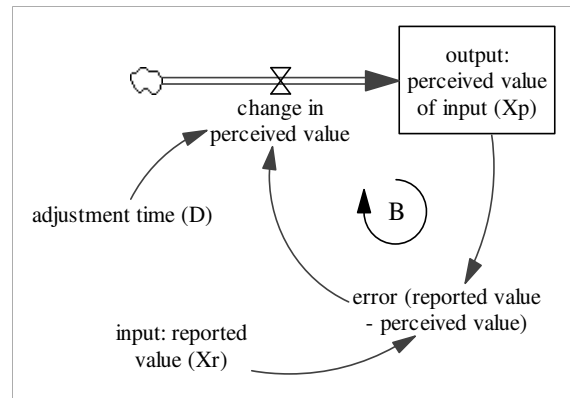 output:
perceived value
of input (Xp)
change in
perceived value
adjustment time (D)
B
error (reported value
- perceived value)
input: reported
value (Xr)